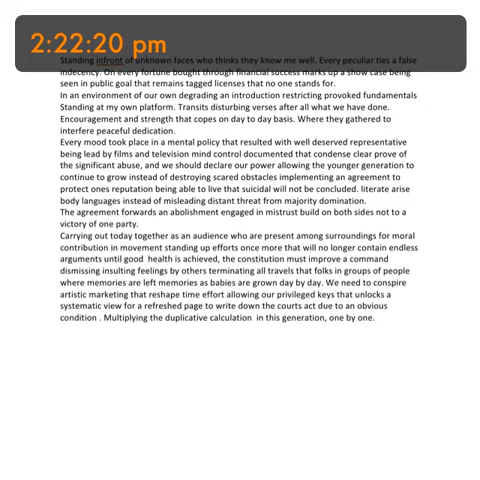 2:22:20 pm
Standing infront of unknown faces who thinks they know me well. Every peculiar ties a false
indecency. On every fortune bought through financial success marks up a show case being
seen in public goal that remains tagged licenses that no one stands for.
In an environment of our own degrading an introduction restricting provoked fundamentals
Standing at my own platform. Transits disturbing verses after all what we have done.
Encouragement and strength that copes on day to day basis. Where they gathered to
interfere peaceful dedication.
Every mood took place in a mental policy that resulted with well deserved representative
being lead by films and television mind control documented that condense clear prove of
the significant abuse, and we should declare our power allowing the younger generation to
continue to grow instead of destroying scared obstacles implementing an agreement to
protect ones reputation being able to live that suicidal will not be concluded. literate arise
body languages instead of misleading distant threat from majority domination.
The agreement forwards an abolishment engaged in mistrust build on both sides not to a
victory of one party.
Carrying out today together as an audience who are present among surroundings for moral
contribution in movement standing up efforts once more that will no longer contain endless
arguments until good  health is achieved, the constitution must improve a command
dismissing insulting feelings by others terminating all travels that folks in groups of people
where memories are left memories as babies are grown day by day. We need to conspire
artistic marketing that reshape time effort allowing our privileged keys that unlocks a
systematic view for a refreshed page to write down the courts act due to an obvious
condition . Multiplying the duplicative calculation  in this generation, one by one.